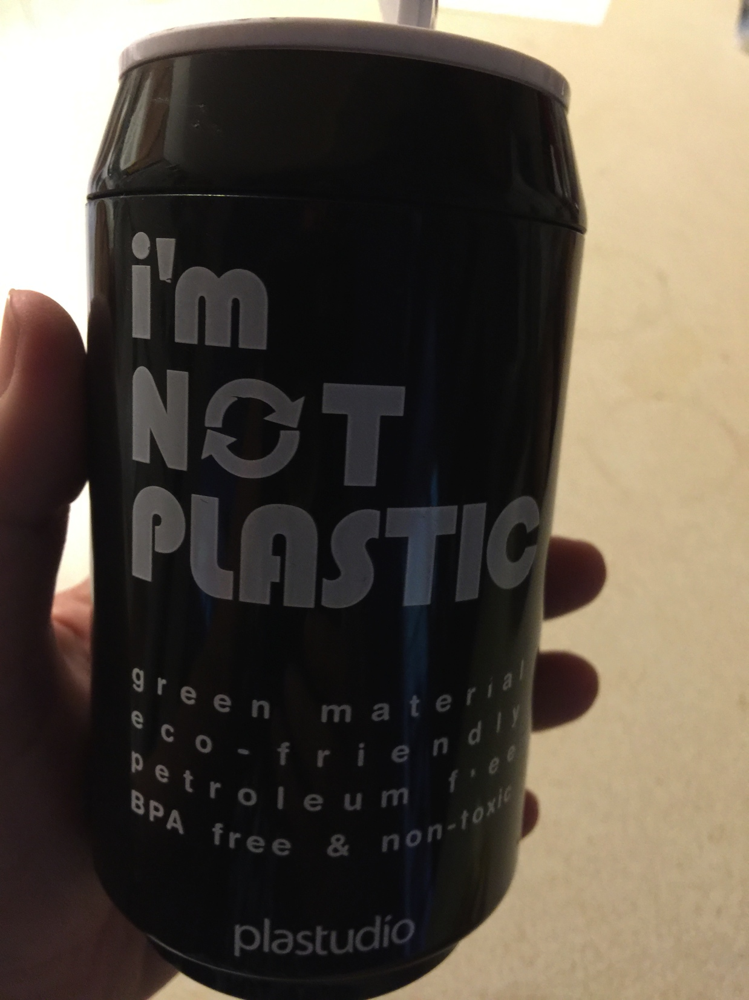 i'm
NOT
PLASTIC
green material
eco-friendly
petroleum free
BPA free & non-toxic
plastudio